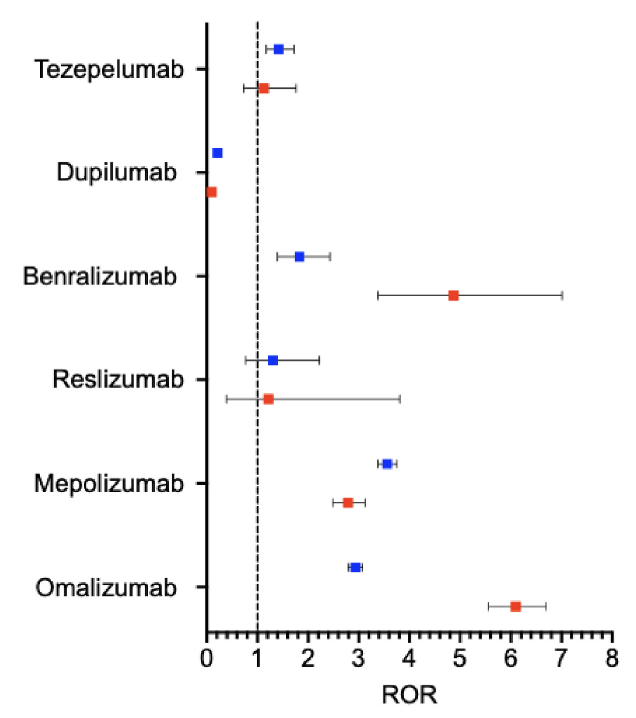 Tezepelumab
Dupilumab
Benralizumab
Reslizumab
Mepolizumab
Omalizumab
0 1 2 3 4 5 6 7 8
ROR